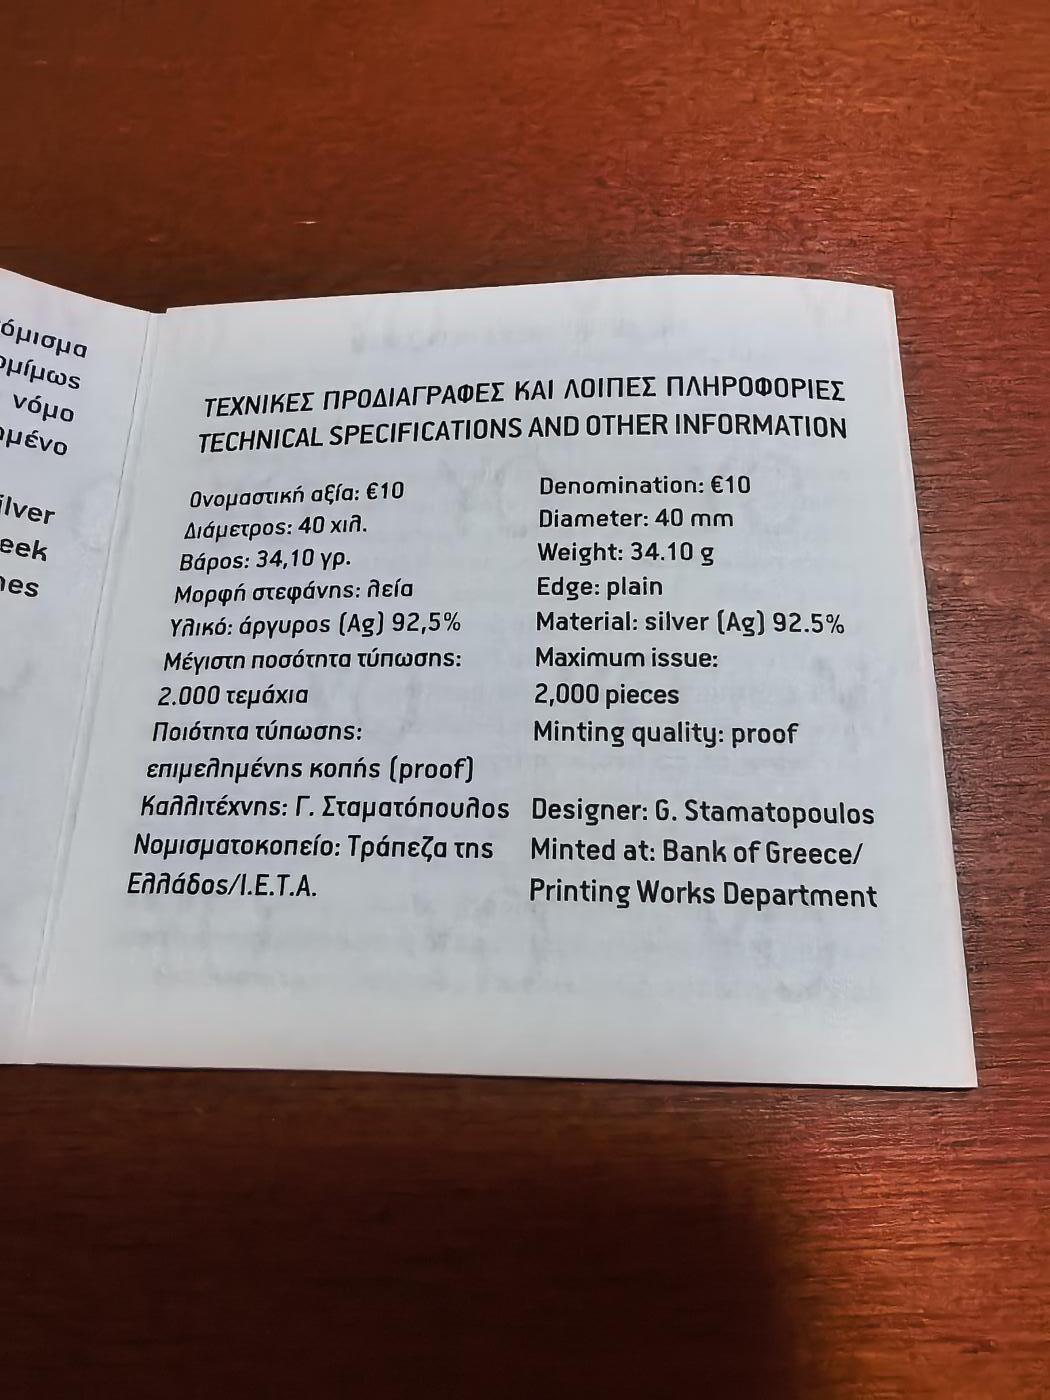 νόμο
ilver
eek
ΤΕΧΝΙΚΕΣ ΠΡΟΔΙΑΓΡΑΦΕΣ ΚΑΙ ΛΟΙΠΕΣ ΠΛΗΡΟΦΟΡΙΕΣ
TECHNICAL SPECIFICATIONS AND OTHER INFORMATION
Ονομαστική αξία: €10
Διάμετρος: 40 χιλ.
Βάρος: 34,10 γρ.
Μορφή στεφάνης: λεία
Υλικό: άργυρος (Ag) 92,5%
Μέγιστη ποσότητα τύπωσης:
2.000 τεμάχια
Ποιότητα τύπωσης:
επιμελημένης κοπής (proof)
Καλλιτέχνης: Γ. Σταματόπουλος
Νομισματοκοπείο: Τράπεζα της
Ελλάδος/Ι.Ε.Τ.Α.
Denomination: €10
Diameter: 40 mm
Weight: 34.10 g
Edge: plain
Material: silver (Ag) 92.5%
Maximum issue:
2,000 pieces
Minting quality: proof
Designer: G. Stamatopoulos
Minted at: Bank of Greece/
Printing Works Department